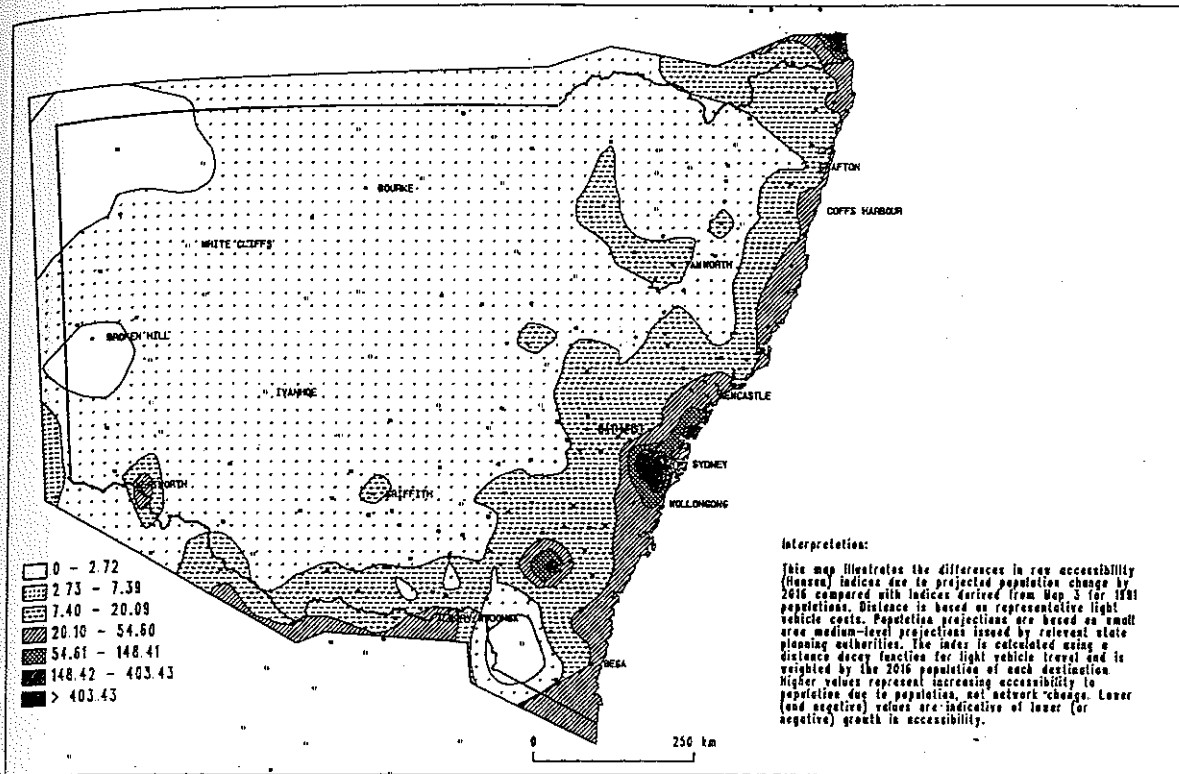 GRAFTON
BOURKE
COFFS HARBOUR
WHITE CLIFFS
TAMWORTH
BROKEN HILL
IVANHOE
NEWCASTLE
BATHURST
SYDNEY
WENTWORTH
GRIFFITH
WOLLONGONG
BEGA
0 - 2.72
2.73 - 7.39
7.40 - 20.09
20.10 - 54.60
54.61 - 148.41
148.42 - 403.43
> 403.43
0 250 km
Interpretation:
This map illustrates the differences in raw accessibility
(Hansen) indices due to projected population change by
2016 compared with indices derived from Map 3 for 1991
populations. Distance is based on representative light
vehicle costs. Population projections are based on small
area medium-level projections issued by relevant state
planning authorities. The index is calculated using a
distance decay function for light vehicle travel and is
weighted by the 2016 population of each destination
Higher values represent increasing accessibility to
population due to population, not network change. Lower
(and negative) values are indicative of lower (or
negative) growth in accessibility.